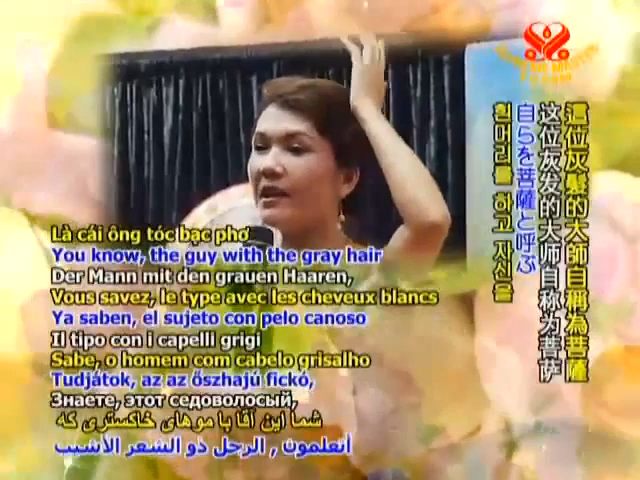 Là cái ông tóc bạc phơ
You know, the guy with the gray hair
Der Mann mit den grauen Haaren,
Vous savez, le type avec les cheveux blancs
Ya saben, el sujeto con pelo canoso
Il tipo con i capelli grigi
Sabe, o homem com cabelo grisalho
Tudjátok, az az őszhajú fickó,
Знаете, этот седоволосый,
شما این آقا با مو های خاکستری که
أتعلمون , الرجل ذو الشعر الأشيب
這位灰髮的大師自稱為菩薩
这位灰发的大师自称为菩萨
自らを菩薩と呼ぶ
흰머리를 하고 자신을